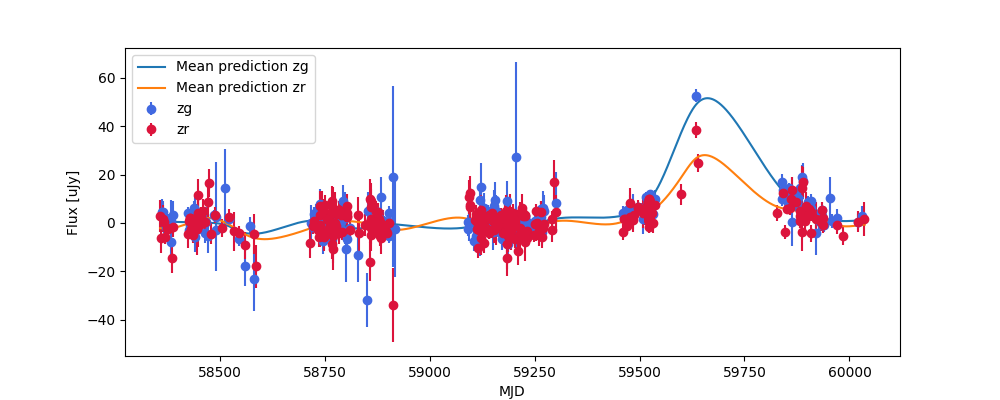 Mean prediction zg
Mean prediction zr
zg
zr
60
40
20
0
−20
−40
Flux [uJy]
58500
58750
59000
59250
59500
59750
60000
MJD